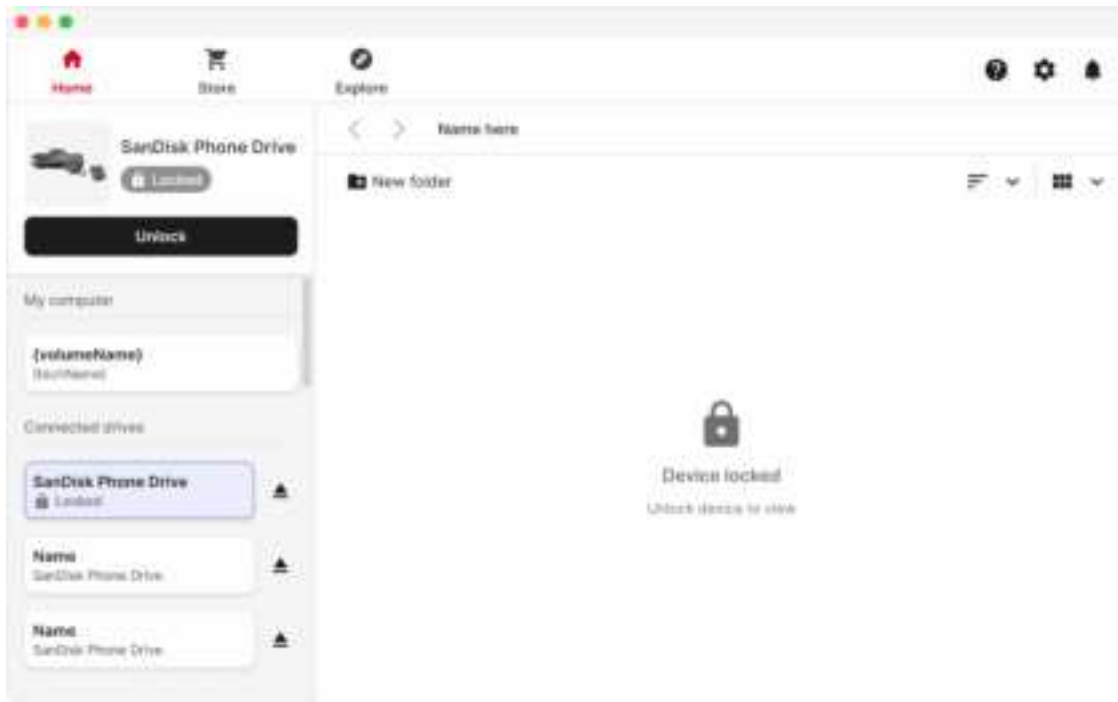 Home
Store
Explore
SanDisk Phone Drive
Locked
Unlock
Name here
New folder
My computer
{volumeName}
Connected drives
SanDisk Phone Drive
Locked
Name
SanDisk Phone Drive
Name
SanDisk Phone Drive
Device locked
Unlock device to view